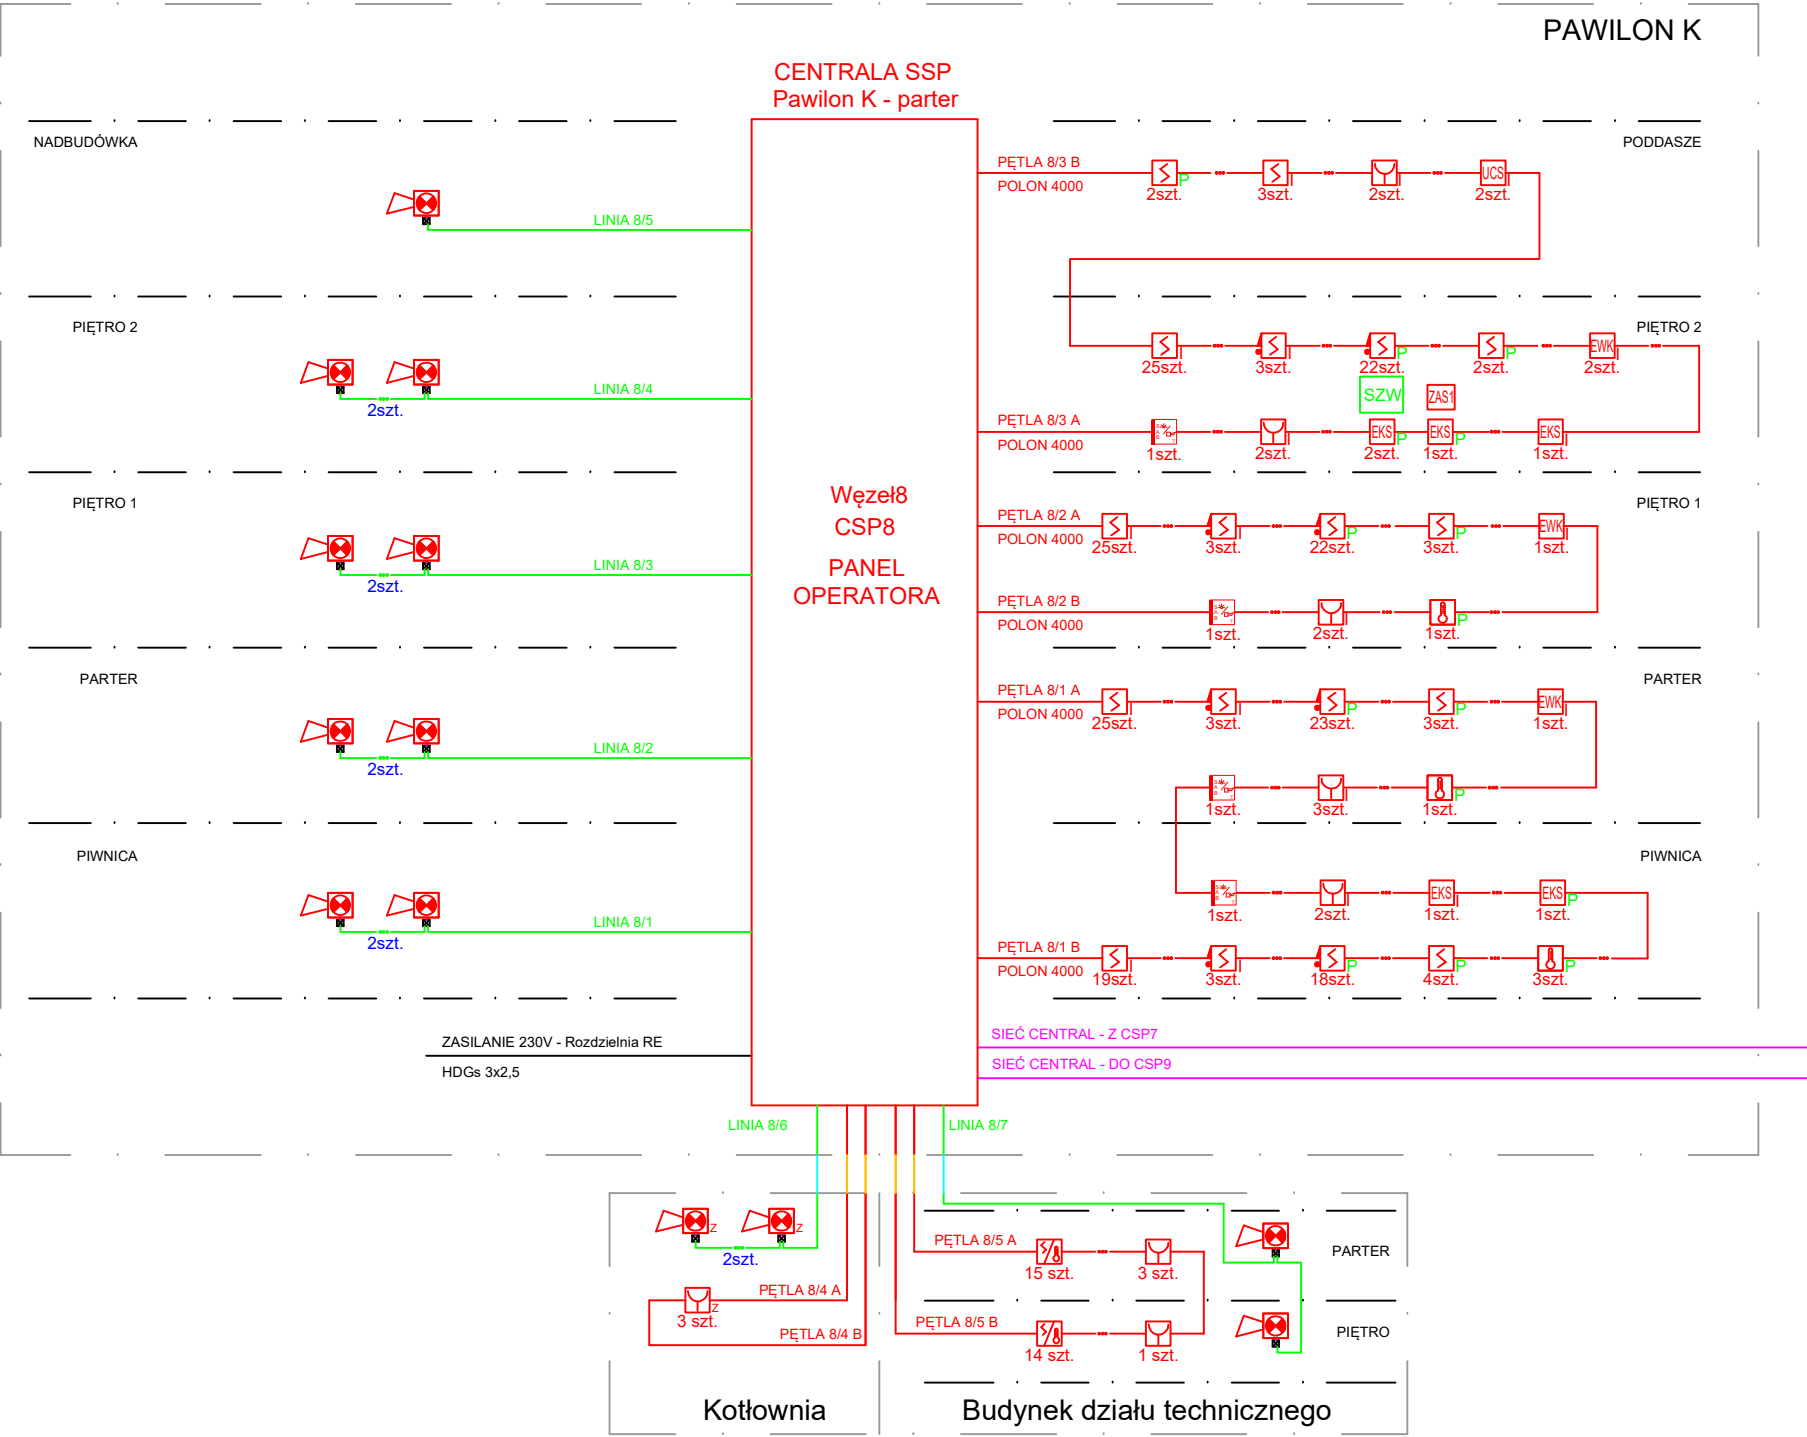 PAWILON K
CENTRALA SSP
Pawilon K - parter
NADBUDÓWKA
LINIA 8/5
PIĘTRO 2
2szt.
LINIA 8/4
PIĘTRO 1
2szt.
LINIA 8/3
PARTER
2szt.
LINIA 8/2
PIWNICA
2szt.
LINIA 8/1
ZASILANIE 230V - Rozdzielnia RE
HDGs 3x2,5
Węzeł8
CSP8
PANEL
OPERATORA
PODDASZE
PĘTLA 8/3 B
POLON 4000
P I I UCS I
2szt. 3szt. 2szt. 2szt.
PIĘTRO 2
I I P P EWK I
25szt. 3szt. 22szt. 2szt. 2szt.
SZW ZAS1
PĘTLA 8/3 A
POLON 4000
I EKS P EKS P EKS I
1szt. 2szt. 2szt. 1szt. 1szt.
PIĘTRO 1
PĘTLA 8/2 A
POLON 4000
I I P P EWK I
25szt. 3szt. 22szt. 3szt. 1szt.
PĘTLA 8/2 B
POLON 4000
I P
1szt. 2szt. 1szt.
PARTER
PĘTLA 8/1 A
POLON 4000
I I P P EWK I
25szt. 3szt. 23szt. 3szt. 1szt.
I P
1szt. 3szt. 1szt.
PIWNICA
I EKS I EKS P
1szt. 2szt. 1szt. 1szt.
PĘTLA 8/1 B
POLON 4000
I I P P P
19szt. 3szt. 18szt. 4szt. 3szt.
SIEĆ CENTRAL - Z CSP7
SIEĆ CENTRAL - DO CSP9
LINIA 8/6
LINIA 8/7
Z Z
2szt.
PĘTLA 8/4 A
Z
3 szt.
PĘTLA 8/4 B
Kotłownia
PĘTLA 8/5 A
15 szt. 3 szt.
PARTER
PĘTLA 8/5 B
14 szt. 1 szt.
PIĘTRO
Budynek działu technicznego